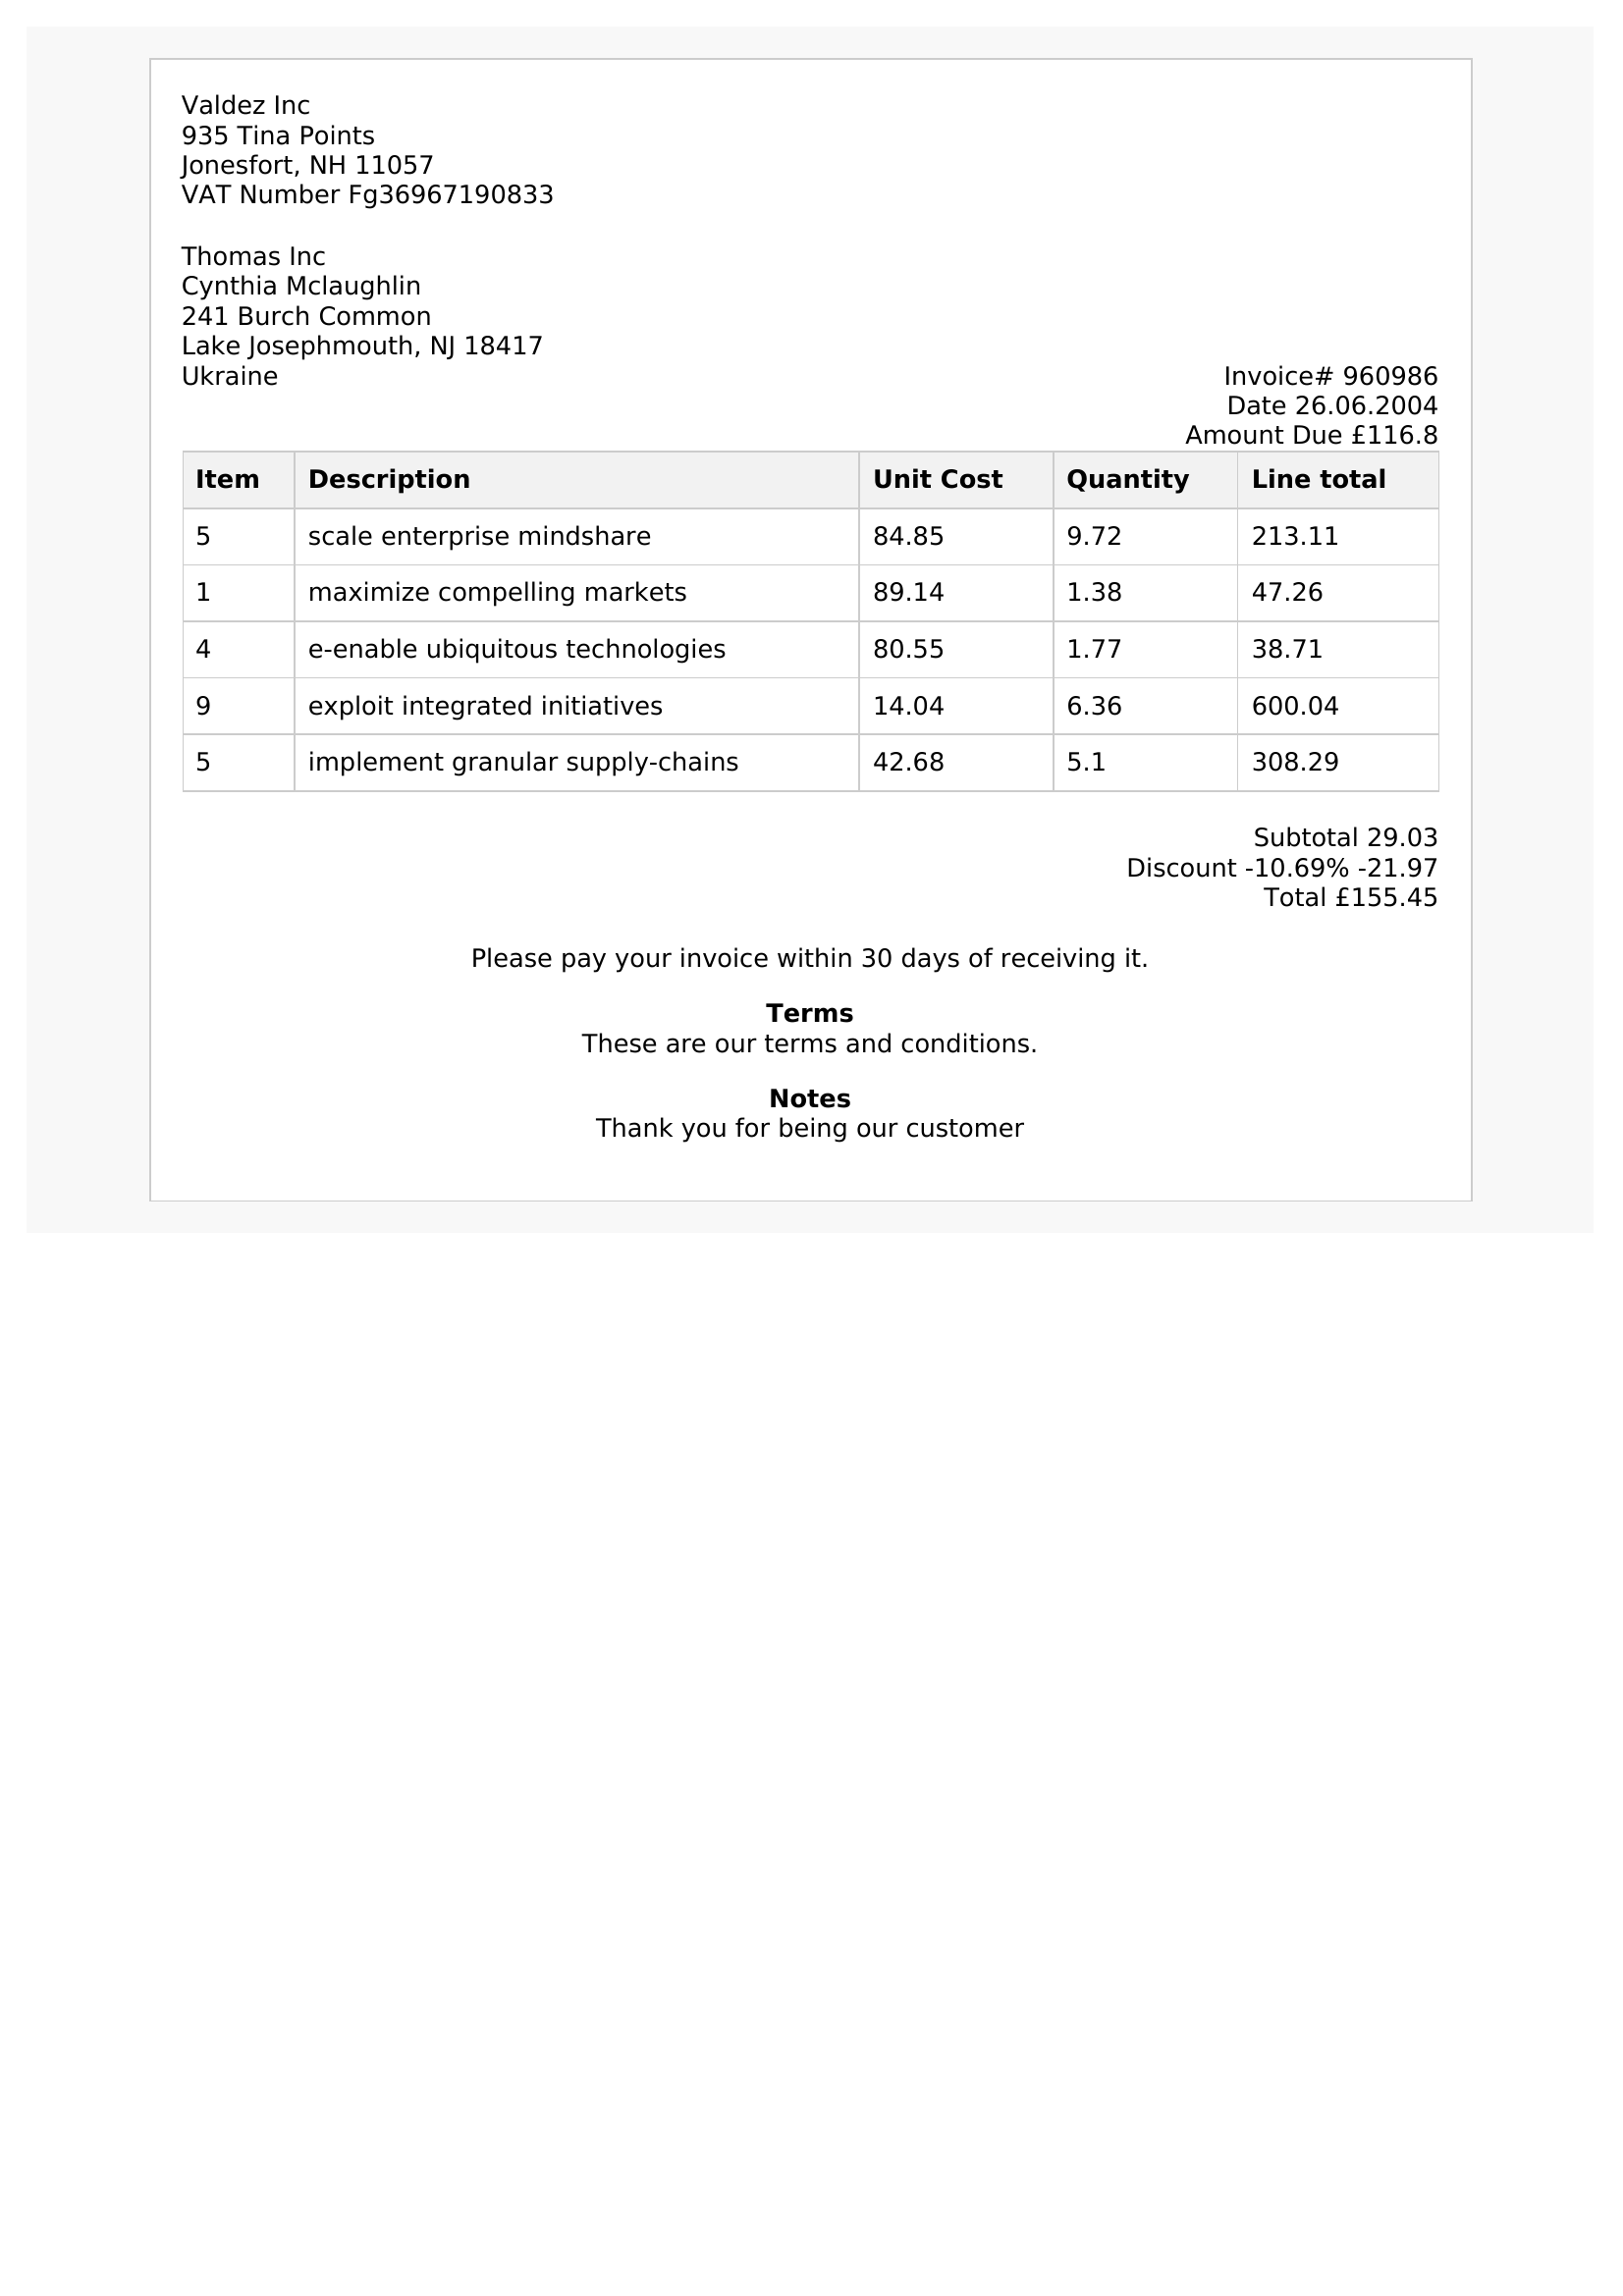 Valdez Inc
935 Tina Points
Jonesfort, NH 11057
VAT Number Fg36967190833
Thomas Inc
Cynthia Mclaughlin
241 Burch Common
Lake Josephmouth, NJ 18417
Ukraine
Invoice# 960986
Date 26.06.2004
Amount Due £116.8
Item Description Unit Cost Quantity Line total
5 scale enterprise mindshare 84.85 9.72 213.11
1 maximize compelling markets 89.14 1.38 47.26
4 e-enable ubiquitous technologies 80.55 1.77 38.71
9 exploit integrated initiatives 14.04 6.36 600.04
5 implement granular supply-chains 42.68 5.1 308.29
Subtotal 29.03
Discount -10.69% -21.97
Total £155.45
Please pay your invoice within 30 days of receiving it.
Terms
These are our terms and conditions.
Notes
Thank you for being our customer